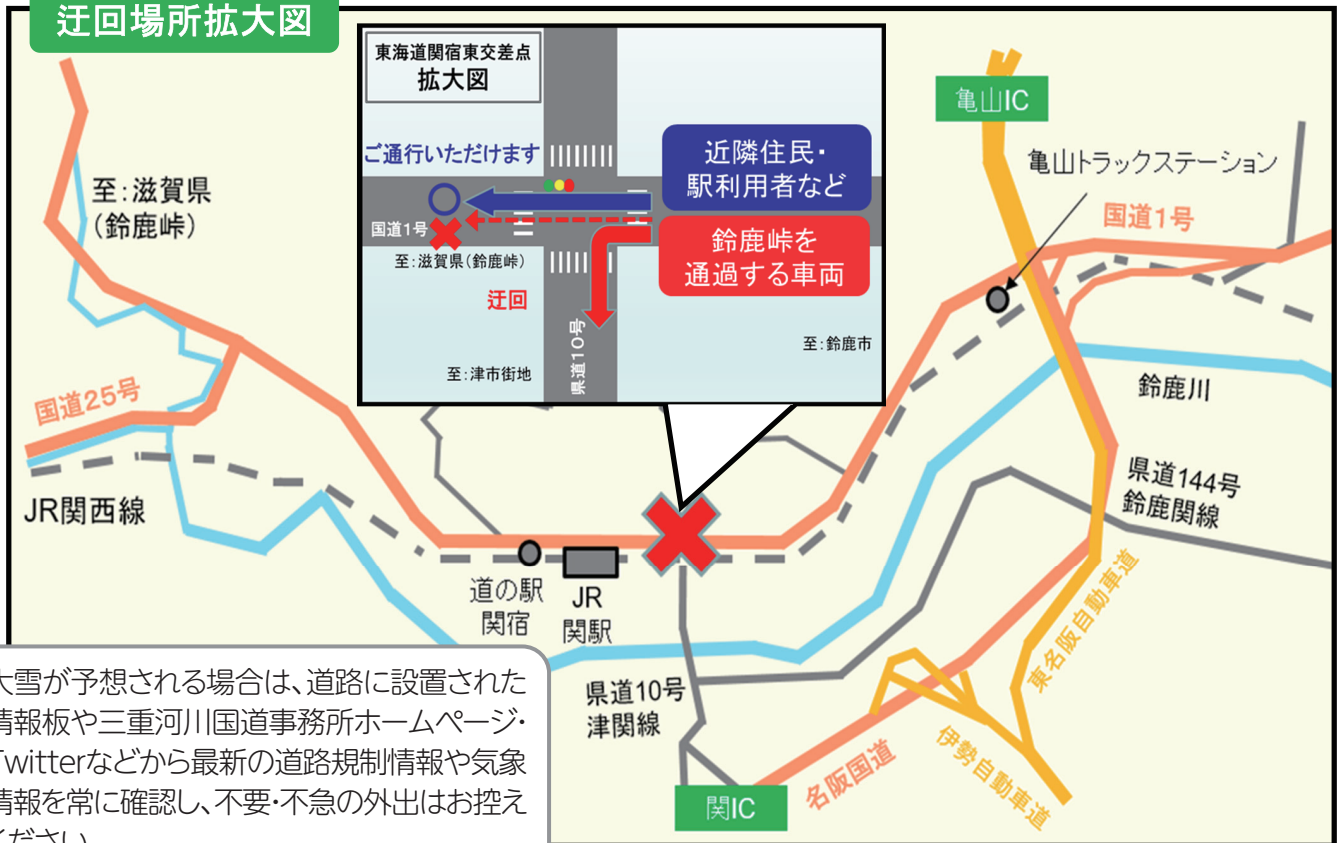 迂回場所拡大図
東海道関宿東交差点
拡大図
ご通行いただけます
近隣住民・
駅利用者など
国道1号
鈴鹿峠を
通過する車両
至:滋賀県(鈴鹿峠)
迂回
県道10号
至:鈴鹿市
至:津市街地
亀山IC
亀山トラックステーション
国道1号
至:滋賀県
(鈴鹿峠)
国道25号
鈴鹿川
JR関西線
県道144号
鈴鹿関線
道の駅
関宿
JR
関駅
東名阪自動車道
県道10号
津関線
名阪国道
伊勢自動車道
関IC
大雪が予想される場合は、道路に設置された
情報板や三重河川国道事務所ホームページ・
Twitterなどから最新の道路規制情報や気象
情報を常に確認し、不要・不急の外出はお控え
ください